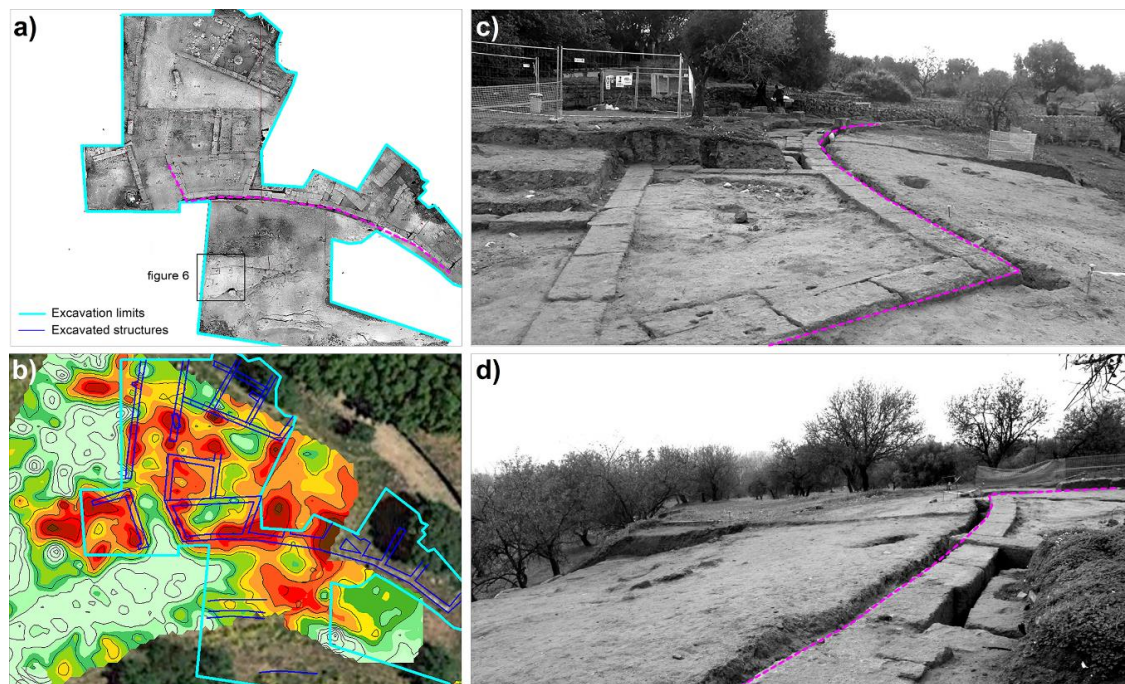 a)
figure 6
Excavation limits
Excavated structures
b)
c)
d)